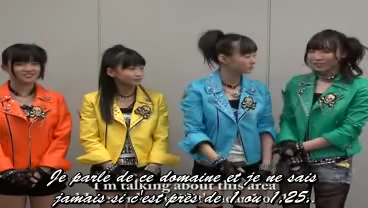 Je parle de ce domaine et je ne sais
I'm talking about this area
jamais si c'est près de 1 ou 1,25..